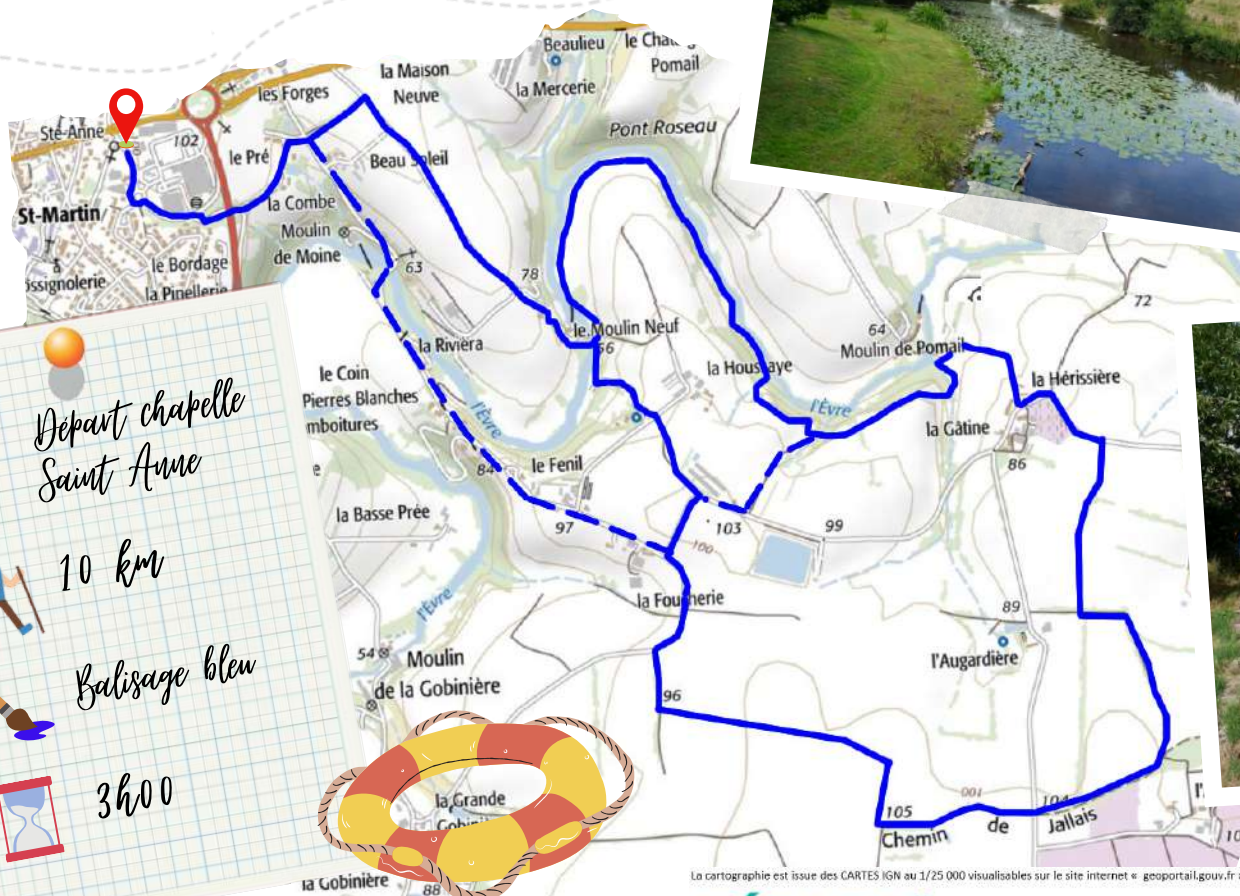 Beaulieu
Pomail
la Maison
Neuve
la Mercerie
les Forges
Ste-Anne
102
le Pré
Beau Soleil
Pont Roseau
St-Martin
la Combe
Moulin
de Moine
63
le Bordage
la Pinellerie
78
72
le Moulin Neuf
56
64
Moulin de Pomail
la Rivièra
la Houssaye
la Hérissière
le Coin
Pierres Blanches
l'Èvre
l'Èvre
la Gâtine
86
84
le Fenil
la Basse Prée
97
103
99
100
l'Èvre
la Fournerie
89
l'Augardière
54
Moulin
de la Gobinière
96
la Grande
105
100
104
Chemin de Jallais
la Gobinière
88
Départ chapelle
Saint Anne
10 km
Balisage bleu
3h00
La cartographie est issue des CARTES IGN au 1/25 000 visualisables sur le site internet « geoportail.gouv.fr